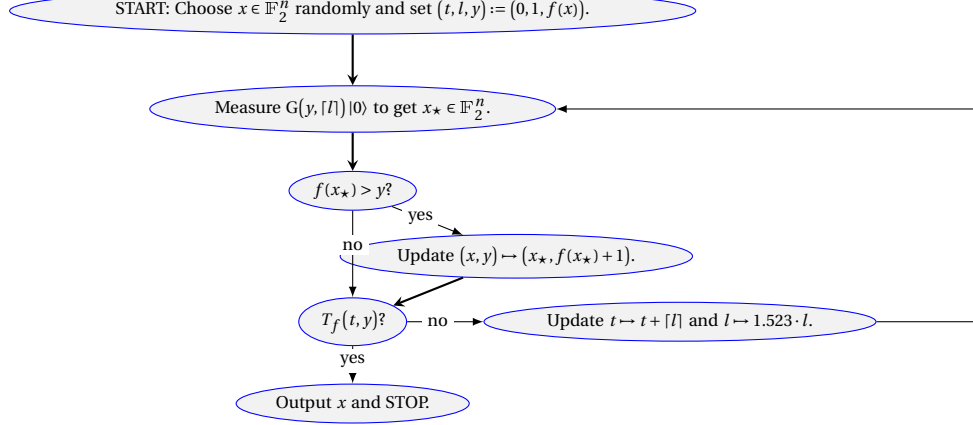 START: Choose x ∈ 𝔽₂ⁿ randomly and set (t, l, y) := (0, 1, f(x)).
Measure G(y, ⌈l⌉)|0⟩ to get x⋆ ∈ 𝔽₂ⁿ.
f(x⋆) > y?
yes
no
Update (x, y) ↦ (x⋆, f(x⋆) + 1).
T_f(t, y)?
no
Update t ↦ t + ⌈l⌉ and l ↦ 1.523 · l.
yes
Output x and STOP.